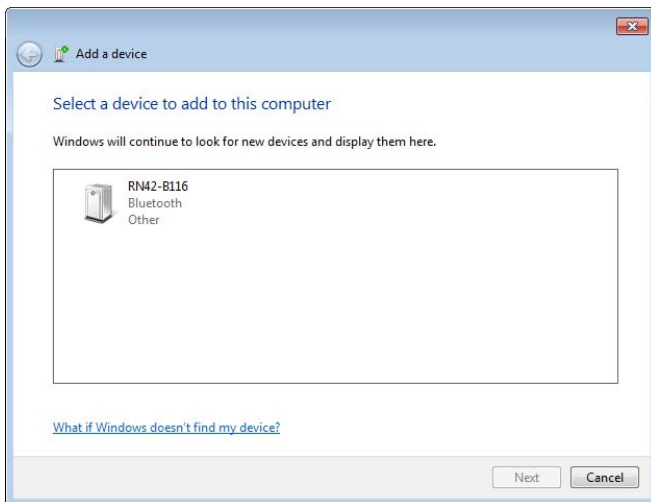 Add a device
Select a device to add to this computer
Windows will continue to look for new devices and display them here.
RN42-B116
Bluetooth
Other
What if Windows doesn't find my device?
Next
Cancel